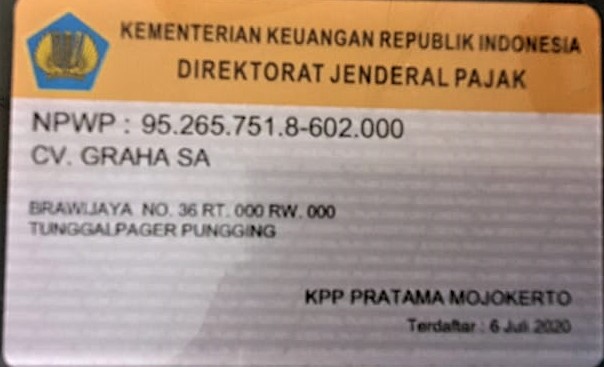 KEMENTERIAN KEUANGAN REPUBLIK INDONESIA
DIREKTORAT JENDERAL PAJAK
NPWP : 95.265.751.8-602.000
CV. GRAHA SA
BRAWIJAYA NO. 36 RT. 000 RW. 000
TUNGGALPAGER PUNGGING
KPP PRATAMA MOJOKERTO
Terdaftar : 6 Juli 2020